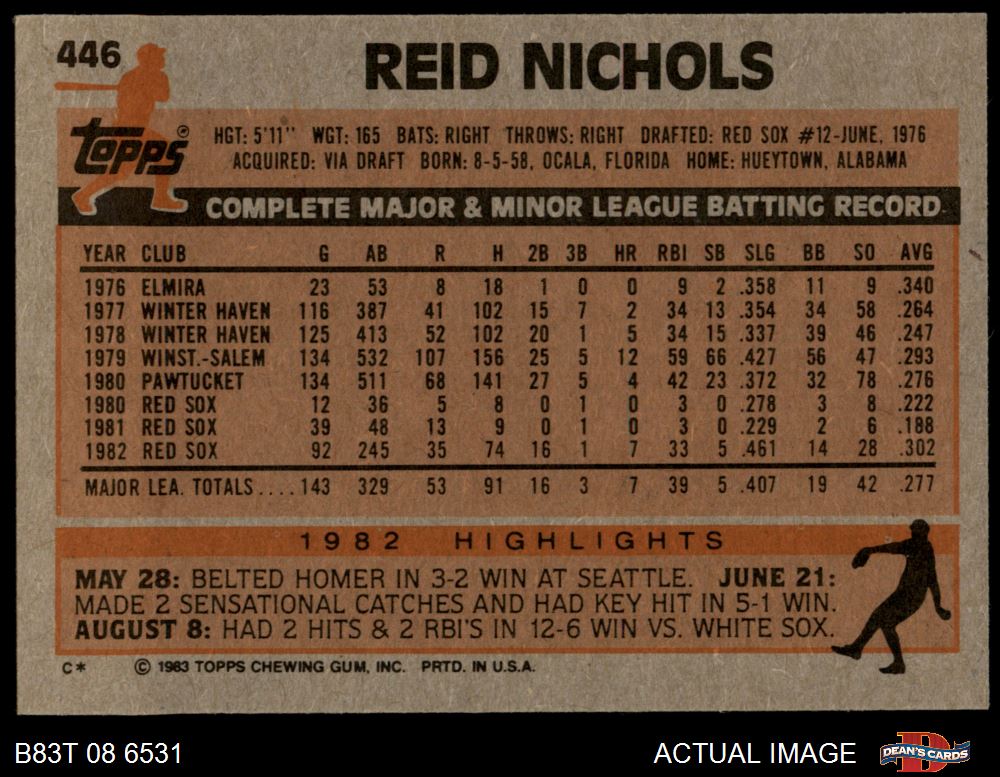 446
REID NICHOLS
Topps®
HGT: 5'11" WGT: 165 BATS: RIGHT THROWS: RIGHT DRAFTED: RED SOX #12-JUNE, 1976
ACQUIRED: VIA DRAFT BORN: 8-5-58, OCALA, FLORIDA HOME: HUEYTOWN, ALABAMA
COMPLETE MAJOR & MINOR LEAGUE BATTING RECORD
YEAR CLUB G AB R H 2B 3B HR RBI SB SLG BB SO AVG
1976 ELMIRA 23 53 8 18 1 0 0 9 2 .358 11 9 .340
1977 WINTER HAVEN 116 387 41 102 15 7 2 34 13 .354 34 58 .264
1978 WINTER HAVEN 125 413 52 102 20 1 5 34 15 .337 39 46 .247
1979 WINST.-SALEM 134 532 107 156 25 5 12 59 66 .427 56 47 .293
1980 PAWTUCKET 134 511 68 141 27 5 4 42 23 .372 32 78 .276
1980 RED SOX 12 36 5 8 0 1 0 3 0 .278 3 8 .222
1981 RED SOX 39 48 13 9 0 1 0 3 0 .229 2 6 .188
1982 RED SOX 92 245 35 74 16 1 7 33 5 .461 14 28 .302
MAJOR LEA. TOTALS.... 143 329 53 91 16 3 7 39 5 .407 19 42 .277
1982 HIGHLIGHTS
MAY 28: BELTED HOMER IN 3-2 WIN AT SEATTLE. JUNE 21:
MADE 2 SENSATIONAL CATCHES AND HAD KEY HIT IN 5-1 WIN.
AUGUST 8: HAD 2 HITS & 2 RBI'S IN 12-6 WIN VS. WHITE SOX.
C* © 1983 TOPPS CHEWING GUM, INC. PRTD. IN U.S.A.
B83T 08 6531
ACTUAL IMAGE
DEAN'S CARDS